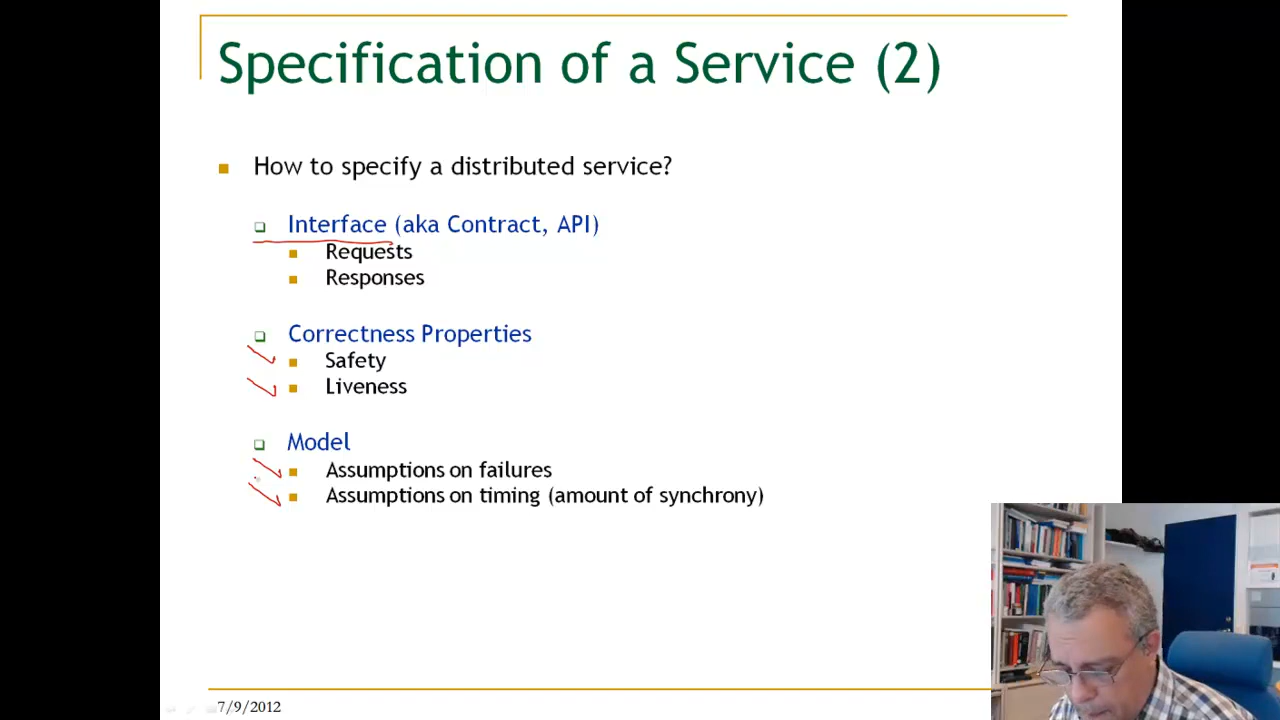 Specification of a Service (2)
How to specify a distributed service?
Interface (aka Contract, API)
Requests
Responses
Correctness Properties
Safety
Liveness
Model
Assumptions on failures
Assumptions on timing (amount of synchrony)
7/9/2012